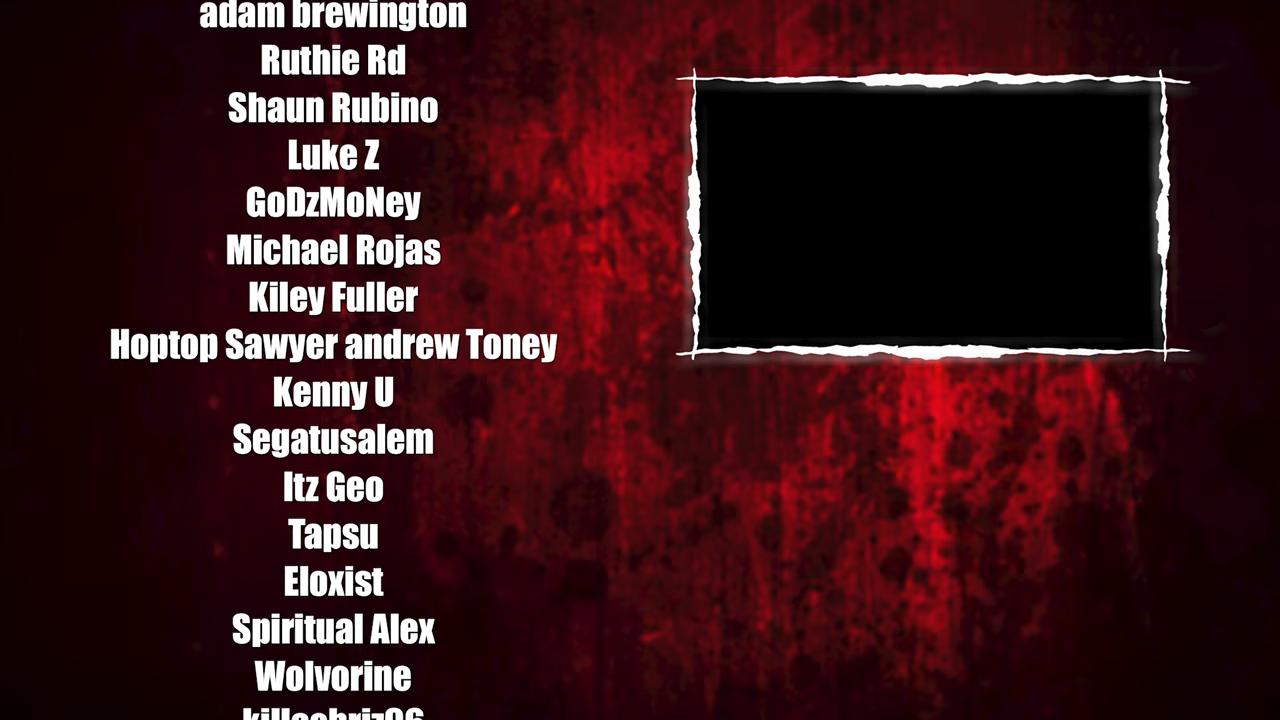 adam brewington
Ruthie Rd
Shaun Rubino
Luke Z
GoDzMoNey
Michael Rojas
Kiley Fuller
Hoptop Sawyer andrew Toney
Kenny U
Segatusalem
Itz Geo
Tapsu
Eloxist
Spiritual Alex
Wolvorine